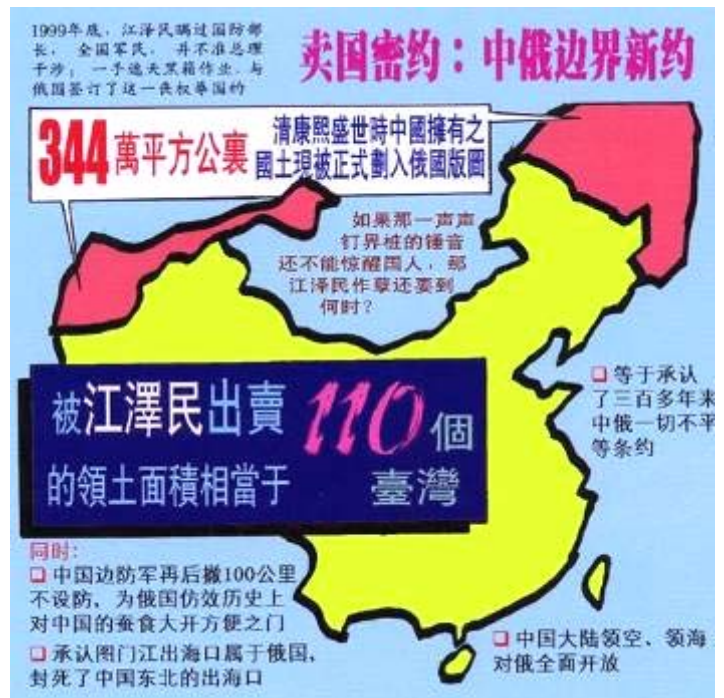 1999年底，江泽民瞒过国防部
长，全国军民，并不准总理
干涉；一手遮天黑箱作业，与
俄国签订了这一丧权辱国约
卖国密约：中俄边界新约
344萬平方公裏
清康熙盛世時中國擁有之
國土現被正式劃入俄國版圖
如果那一声声
钉界桩的锤音
还不能惊醒国人，那
江泽民作孽还要到
何时？
被江澤民出賣110個
的領土面積相當于臺灣
等于承认
了三百多年来
中俄一切不平
等条约
同时：
中国边防军再后撤100公里
不设防，为俄国仿效历史上
对中国的蚕食大开方便之门
承认图门江出海口属于俄国，
封死了中国东北的出海口
中国大陆领空、领海
对俄全面开放